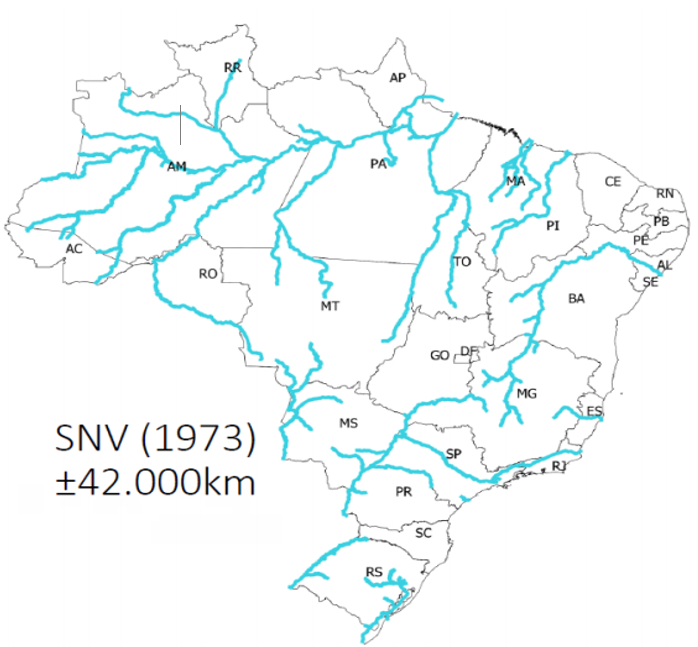 RR
AP
AM
PA
MA
CE
RN
PB
PI
PE
AC
TO
AL
RO
SE
BA
MT
GO
DF
MG
ES
MS
SP
RJ
PR
SC
RS
SNV (1973)
±42.000km